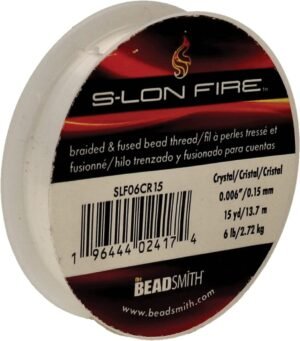 S-LON FIRE™
braided & fused bead thread/fil à perles tressé et
fusionné/hilo trenzado y fusionado para cuentas
SLF06CR15
1 96444 02417 4
Crystal/Cristal/Cristal
0.006"/0.15 mm
15 yd/13.7 m
6 lb/2.72 kg
the BEADSMITH®
www.beadsmith.com